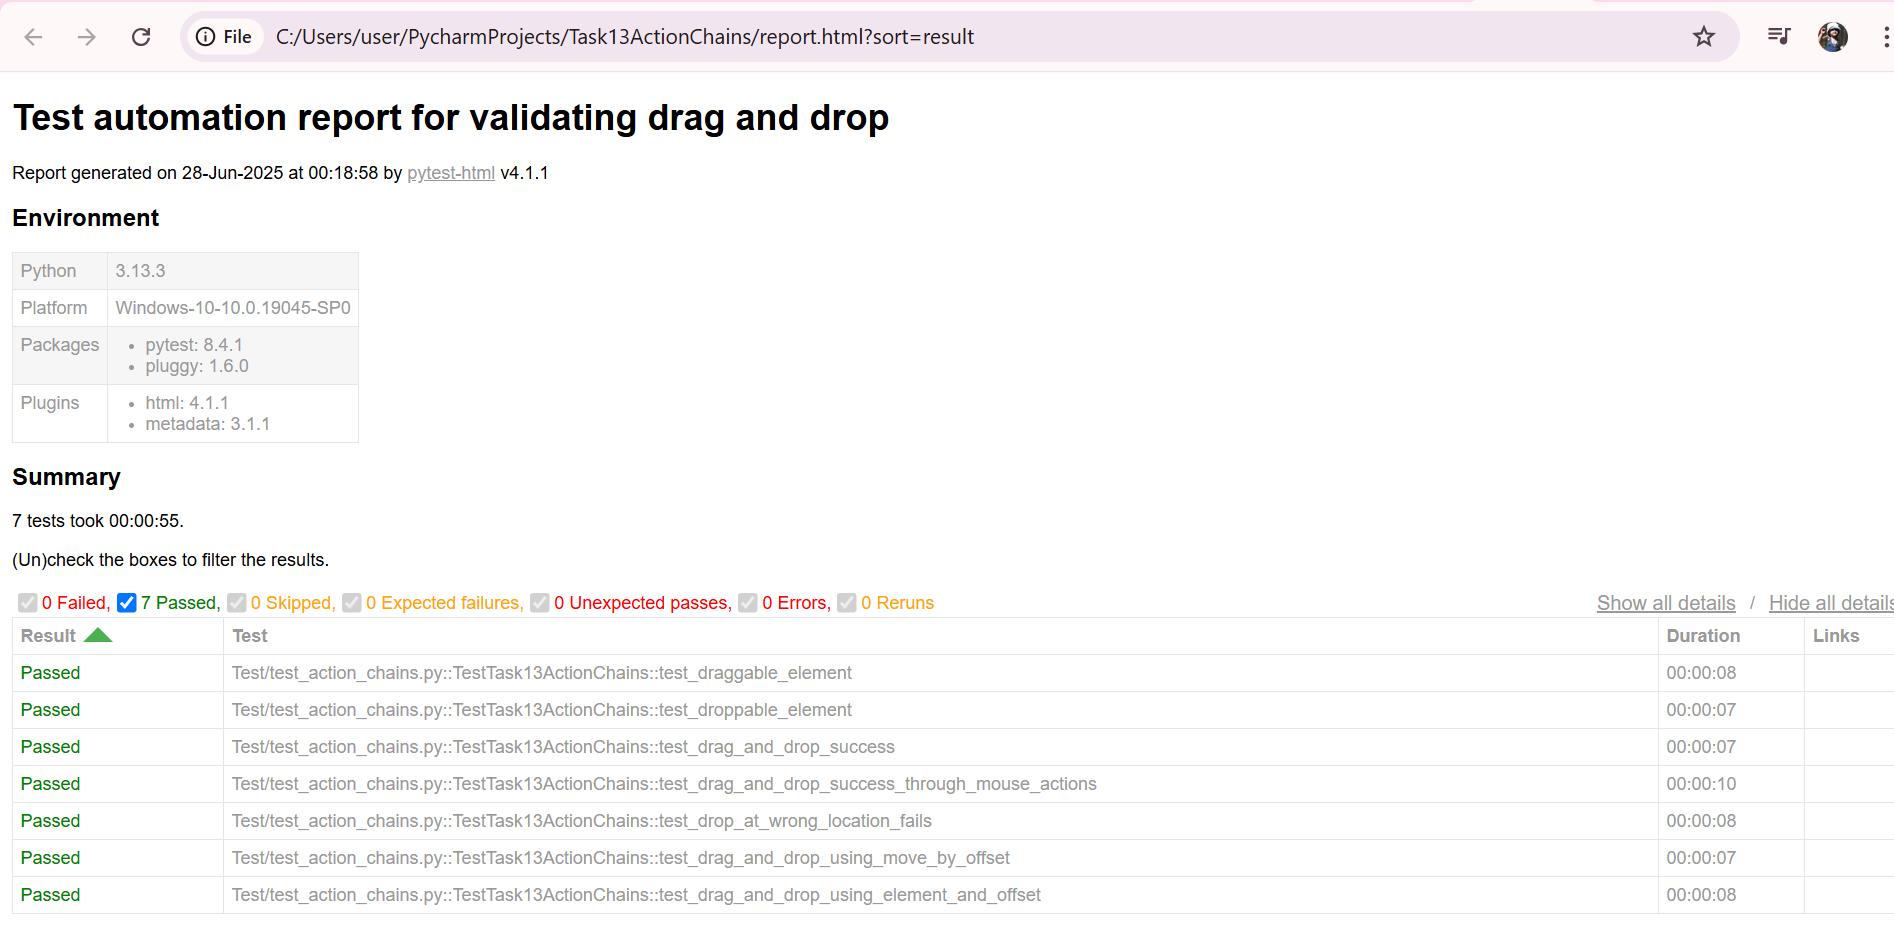 File C:/Users/user/PycharmProjects/Task13ActionChains/report.html?sort=result
Test automation report for validating drag and drop
Report generated on 28-Jun-2025 at 00:18:58 by pytest-html v4.1.1
Environment
Python 3.13.3
Platform Windows-10-10.0.19045-SP0
Packages • pytest: 8.4.1
• pluggy: 1.6.0
Plugins • html: 4.1.1
• metadata: 3.1.1
Summary
7 tests took 00:00:55.
(Un)check the boxes to filter the results.
0 Failed, 7 Passed, 0 Skipped, 0 Expected failures, 0 Unexpected passes, 0 Errors, 0 Reruns Show all details / Hide all details
Result Test Duration Links
Passed Test/test_action_chains.py::TestTask13ActionChains::test_draggable_element 00:00:08
Passed Test/test_action_chains.py::TestTask13ActionChains::test_droppable_element 00:00:07
Passed Test/test_action_chains.py::TestTask13ActionChains::test_drag_and_drop_success 00:00:07
Passed Test/test_action_chains.py::TestTask13ActionChains::test_drag_and_drop_success_through_mouse_actions 00:00:10
Passed Test/test_action_chains.py::TestTask13ActionChains::test_drop_at_wrong_location_fails 00:00:08
Passed Test/test_action_chains.py::TestTask13ActionChains::test_drag_and_drop_using_move_by_offset 00:00:07
Passed Test/test_action_chains.py::TestTask13ActionChains::test_drag_and_drop_using_element_and_offset 00:00:08